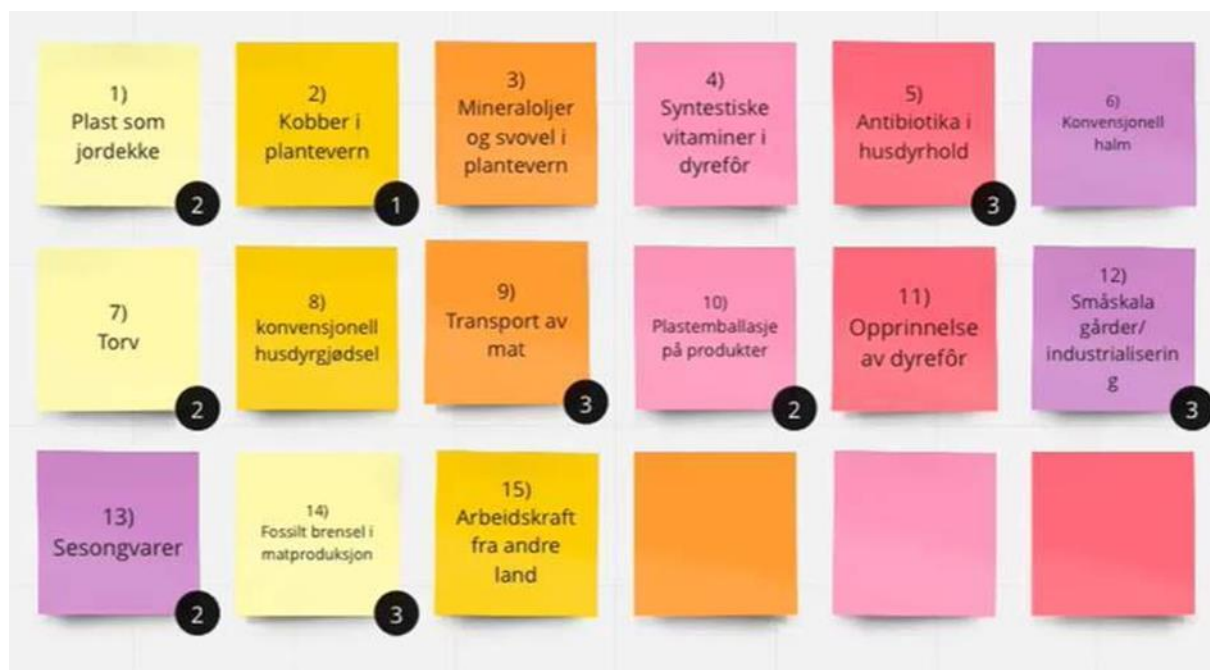 1)
Plast som
jordekke
2
2)
Kobber i
plantevern
1
3)
Mineraloljer
og svovel i
plantevern
4)
Syntestiske
vitaminer i
dyrefôr
5)
Antibiotika i
husdyrhold
3
6)
Konvensjonell
halm
7)
Torv
2
8)
konvensjonell
husdyrgjødsel
9)
Transport av
mat
3
10)
Plastemballasje
på produkter
2
11)
Opprinnelse
av dyrefôr
12)
Småskala
gårder/
industrialiserin
g
3
13)
Sesongvarer
2
14)
Fossilt brensel i
matproduksjon
3
15)
Arbeidskraft
fra andre
land